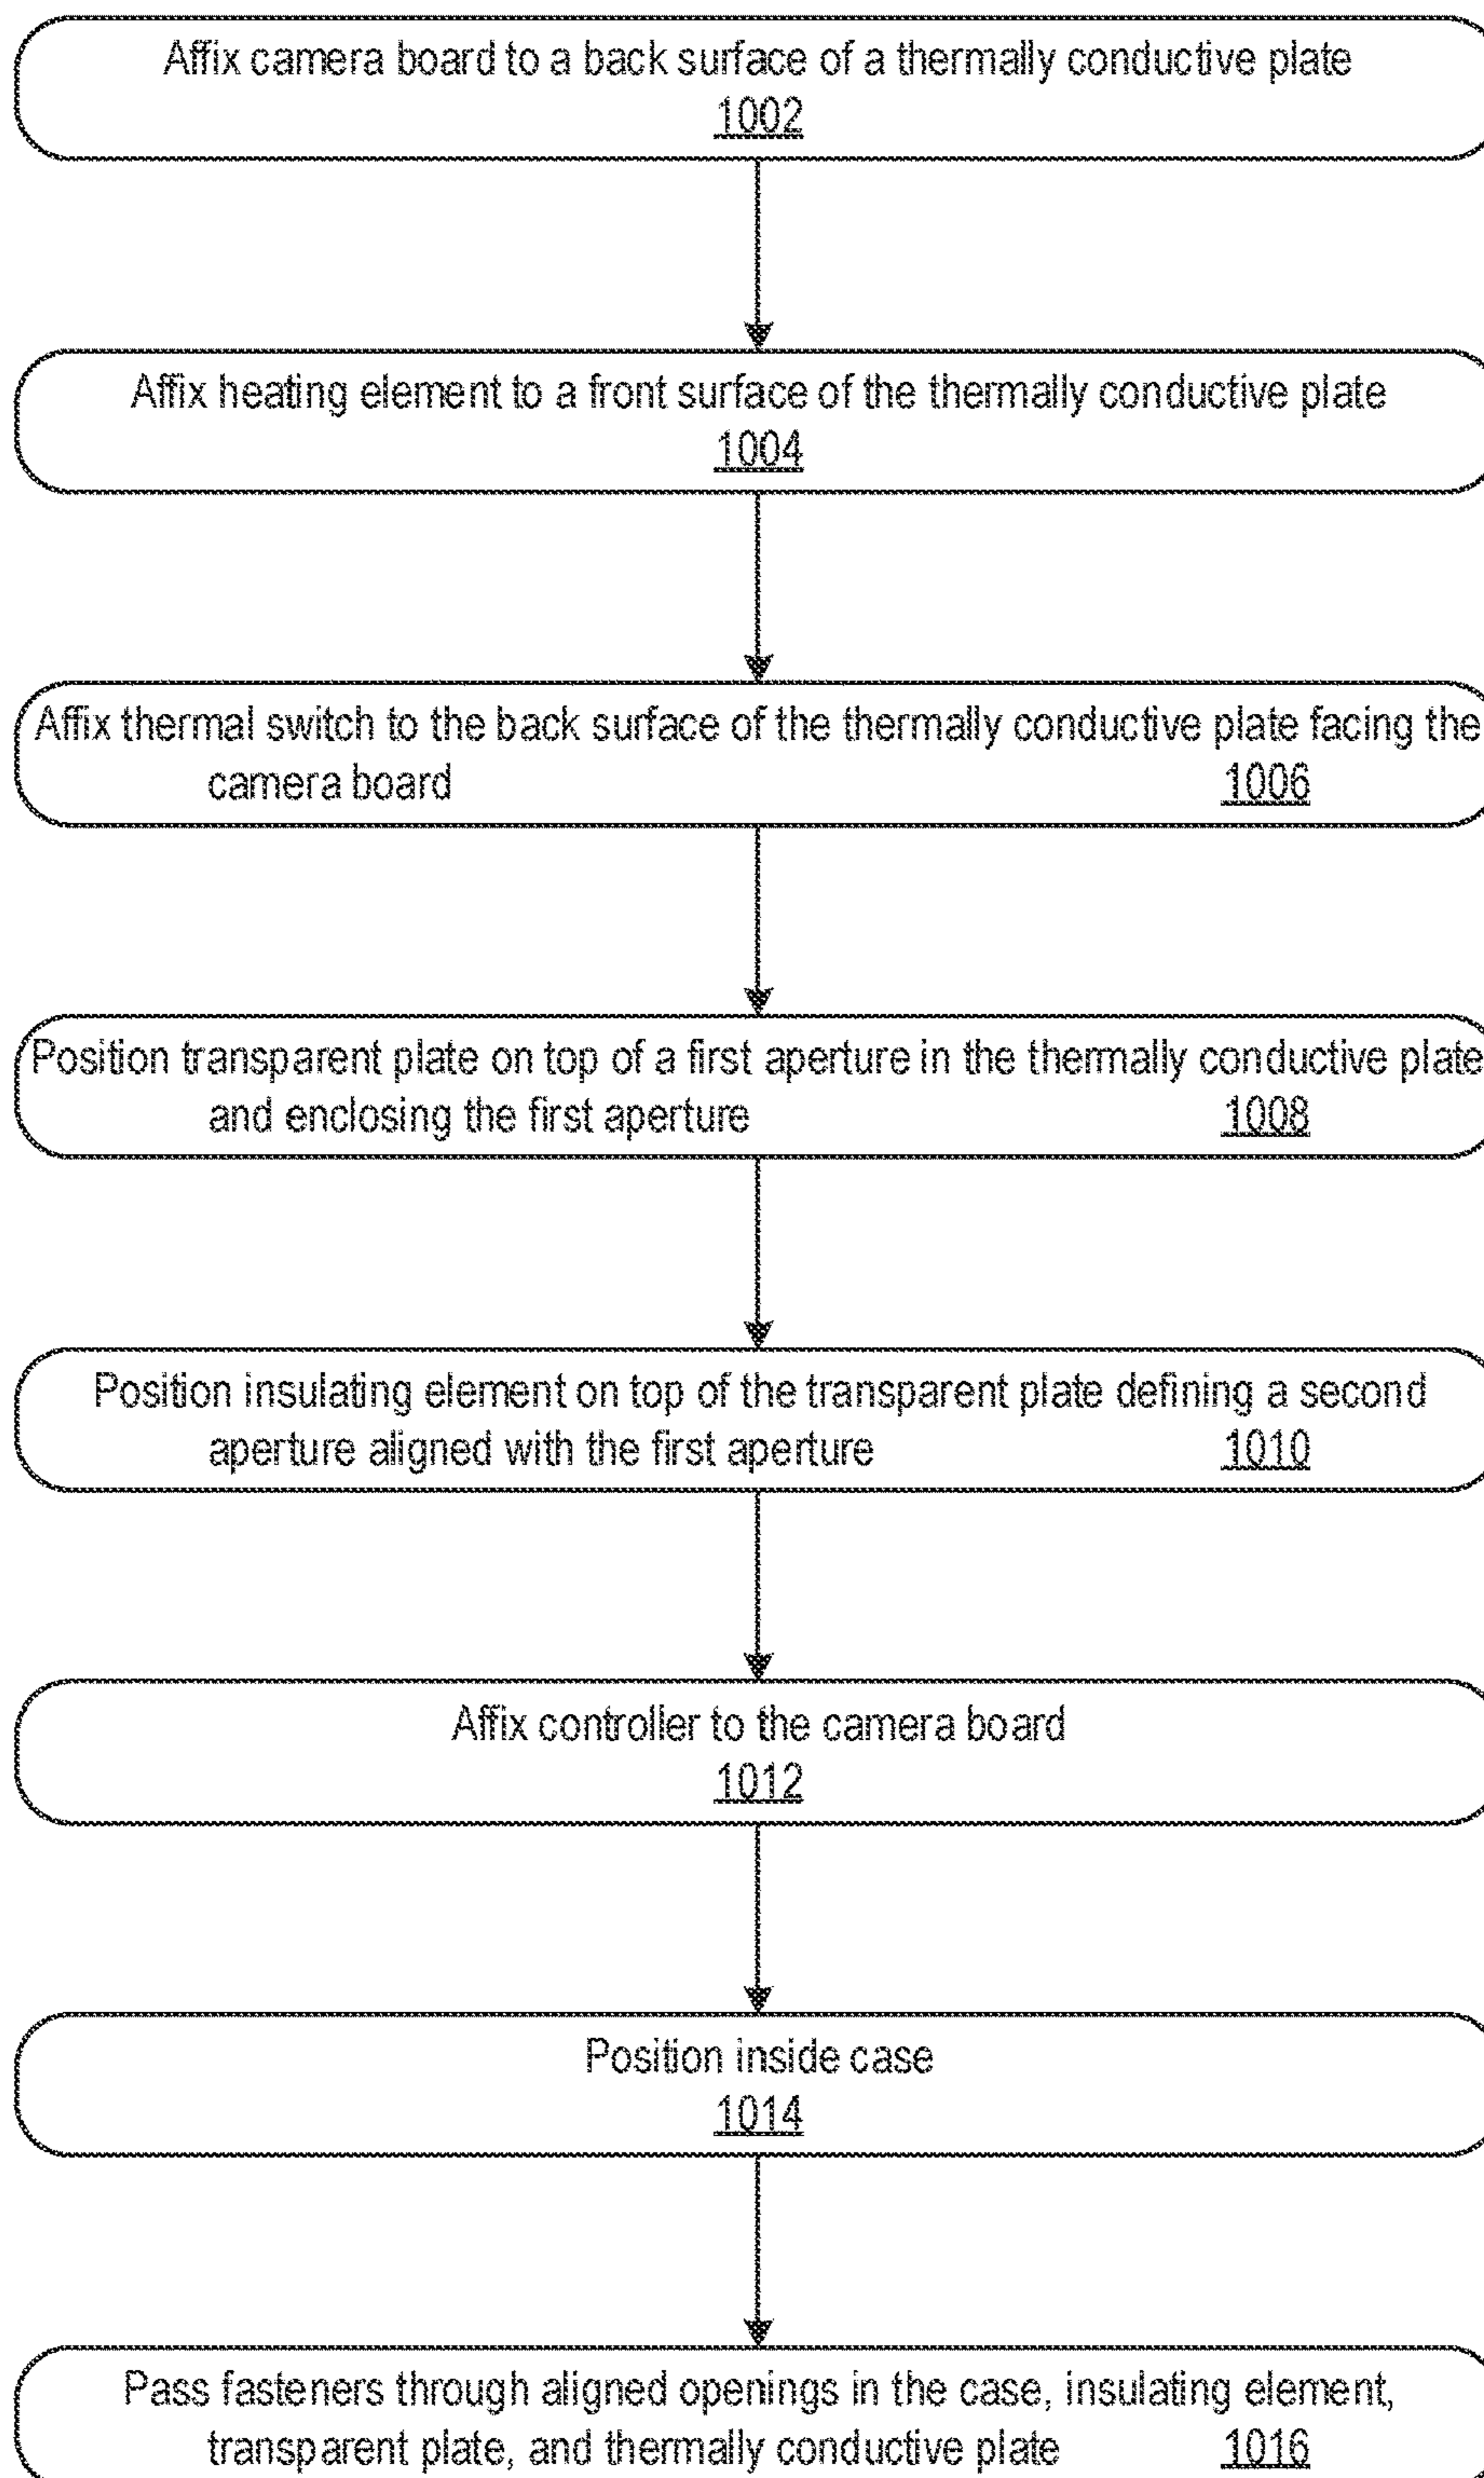 Affix camera board to a back surface of a thermally conductive plate
1002
Affix heating element to a front surface of the thermally conductive plate
1004
Affix thermal switch to the back surface of the thermally conductive plate facing the
camera board 1006
Position transparent plate on top of a first aperture in the thermally conductive plate
and enclosing the first aperture 1008
Position insulating element on top of the transparent plate defining a second
aperture aligned with the first aperture 1010
Affix controller to the camera board
1012
Position inside case
1014
Pass fasteners through aligned openings in the case, insulating element,
transparent plate, and thermally conductive plate 1016